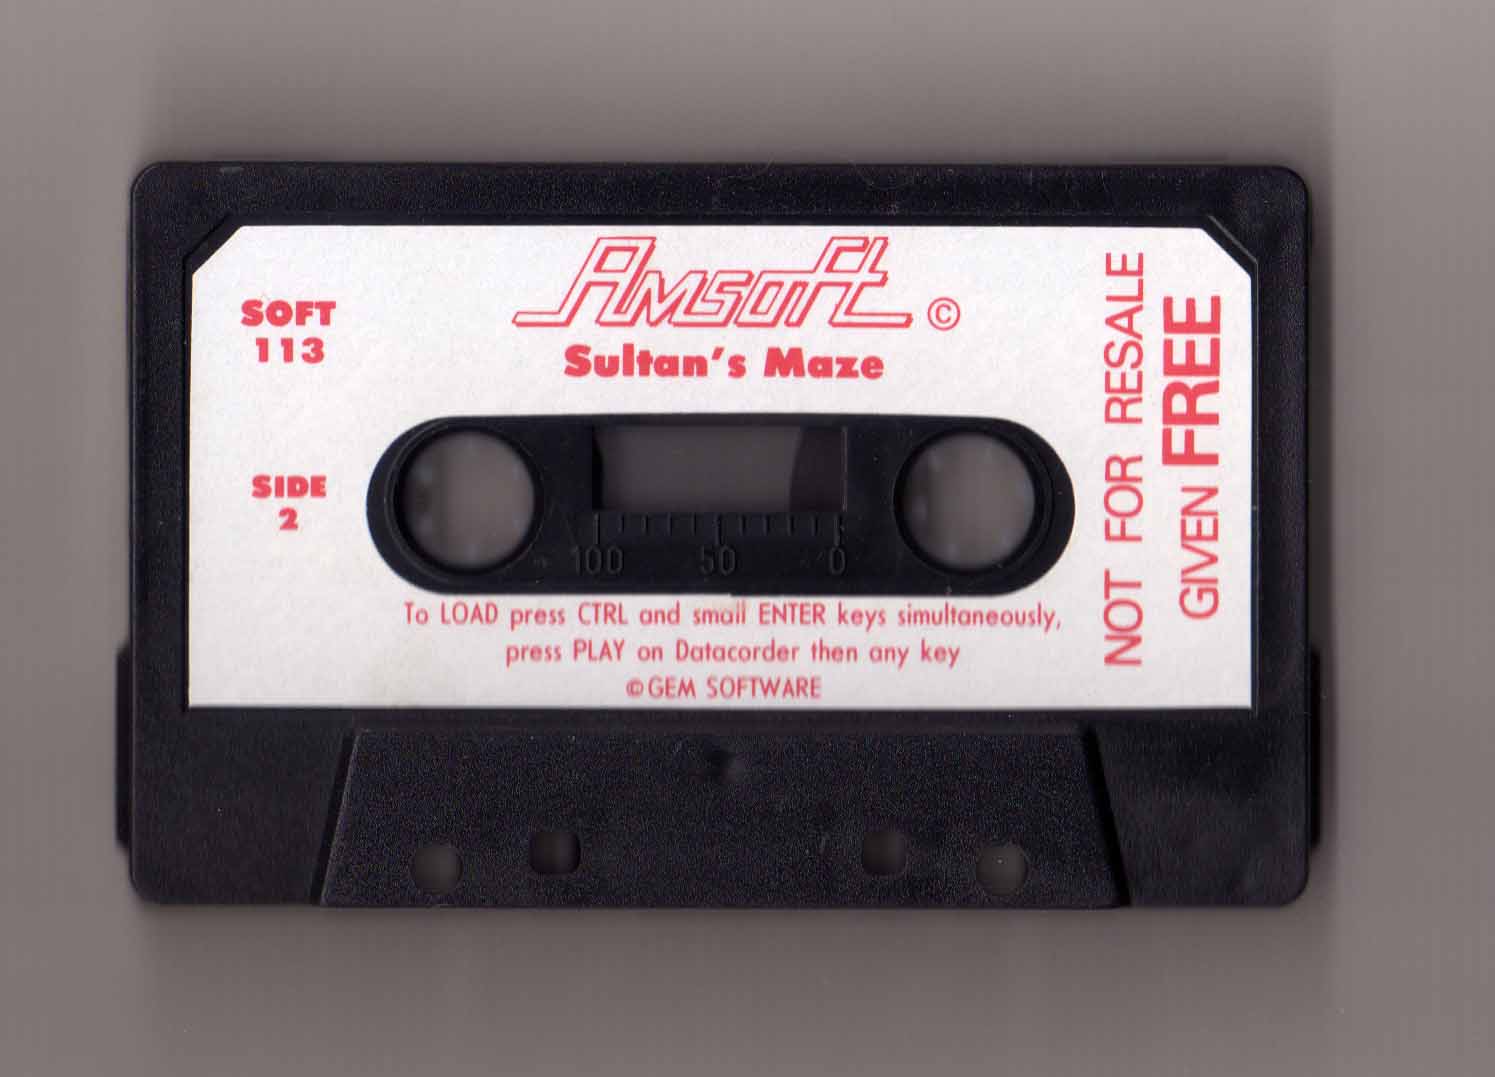 Amsoft ©
Sultan's Maze
SOFT
113
SIDE
2
100 50 0
To LOAD press CTRL and small ENTER keys simultaneously,
press PLAY on Datacorder then any key
© GEM SOFTWARE
NOT FOR RESALE
GIVEN FREE